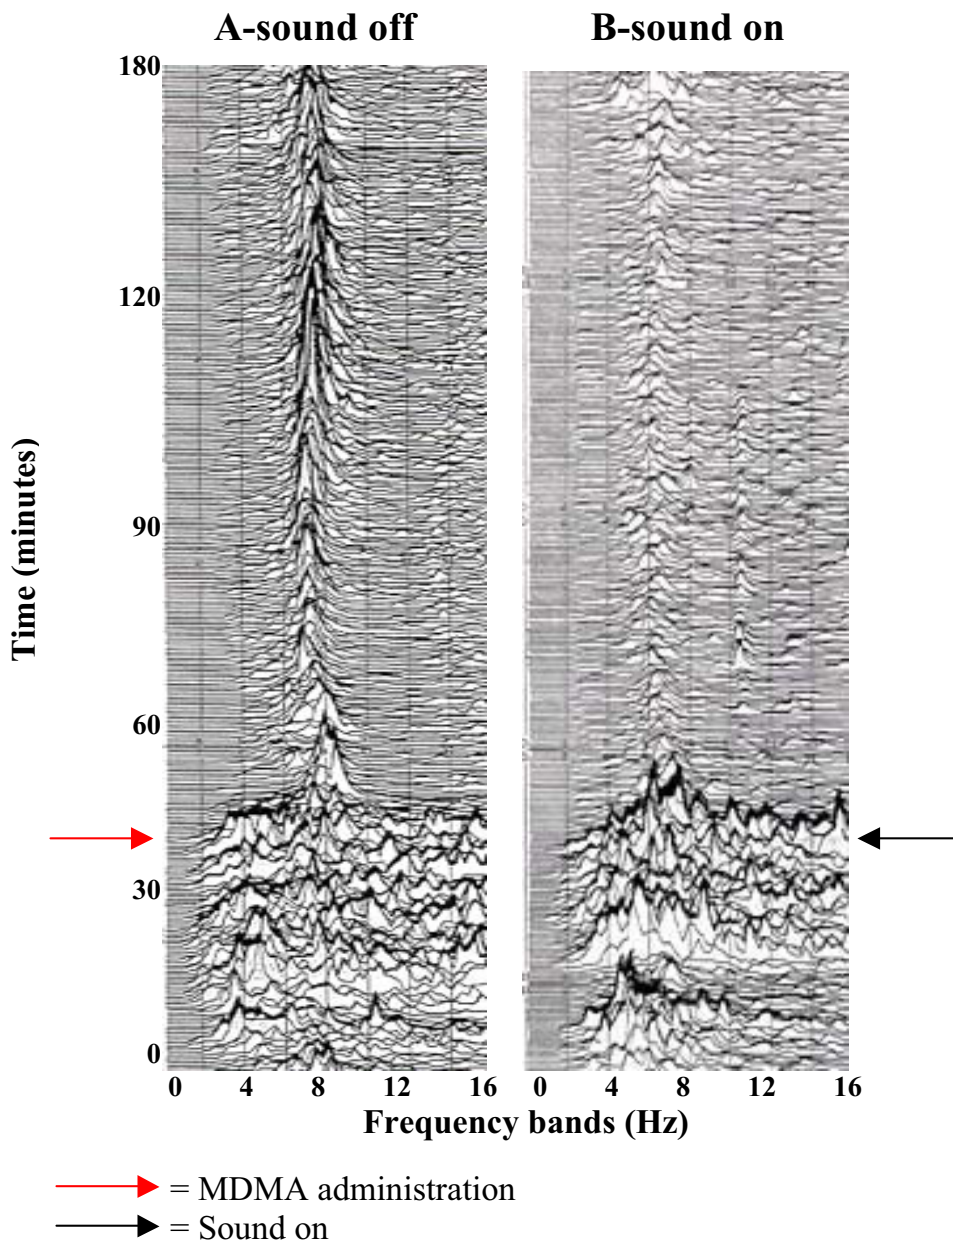 A-sound off
B-sound on
180
120
90
60
30
0
Time (minutes)
0 4 8 12 16
0 4 8 12 16
Frequency bands (Hz)
= MDMA administration
= Sound on